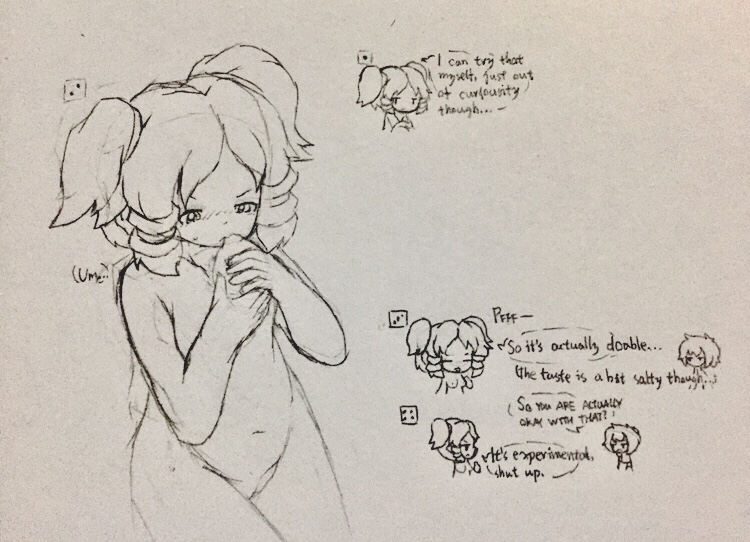 I can try that
myself, just out
of curiousity
though...
(Ume..)
Pfff—
So it's actually doable...
The taste is a bit salty though...
So you are actually
okay with that?
It's experimental,
shut up.